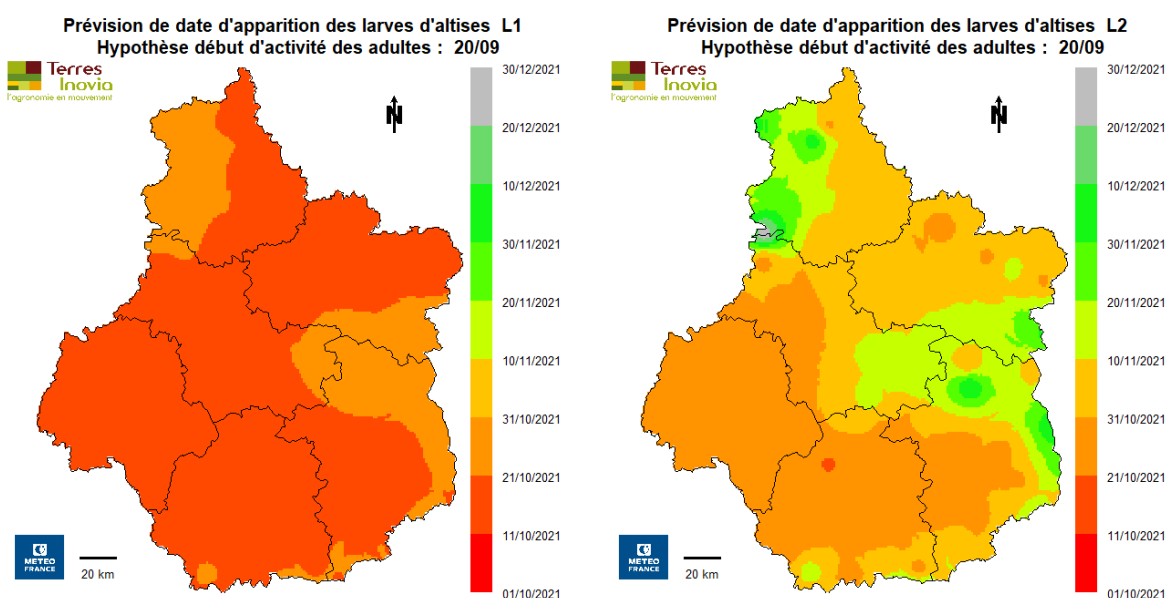 Prévision de date d'apparition des larves d'altises L1
Hypothèse début d'activité des adultes : 20/09
Terres
Inovia
l'agronomie en mouvement
N
30/12/2021
20/12/2021
10/12/2021
30/11/2021
20/11/2021
10/11/2021
31/10/2021
21/10/2021
11/10/2021
01/10/2021
METEO
FRANCE
20 km
Prévision de date d'apparition des larves d'altises L2
Hypothèse début d'activité des adultes : 20/09
Terres
Inovia
l'agronomie en mouvement
N
30/12/2021
20/12/2021
10/12/2021
30/11/2021
20/11/2021
10/11/2021
31/10/2021
21/10/2021
11/10/2021
01/10/2021
METEO
FRANCE
20 km